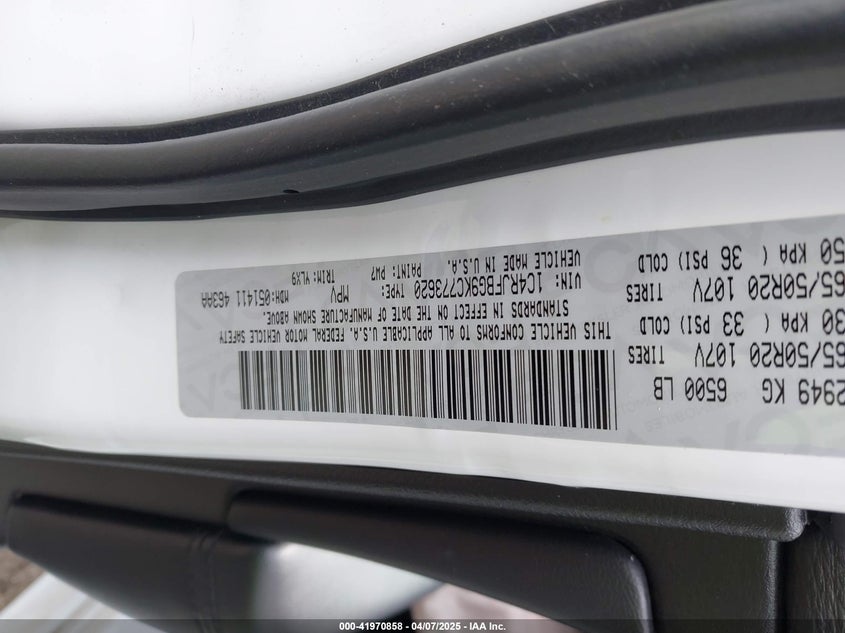 2949 KG 6500 LB
65/50R20 107V TIRES
30 KPA ( 33 PSI) COLD
65/50R20 107V TIRES
50 KPA ( 36 PSI) COLD
THIS VEHICLE CONFORMS TO ALL APPLICABLE U.S.A. FEDERAL MOTOR VEHICLE SAFETY
STANDARDS IN EFFECT ON THE DATE OF MANUFACTURE SHOWN ABOVE.
VIN: 1C4RJFBG9KC773620 TYPE: MPV MDH:051411 463AA
VEHICLE MADE IN U.S.A. PAINT: PW7 TRIM: VLX9
000-41970858 - 04/07/2025 - IAA Inc.